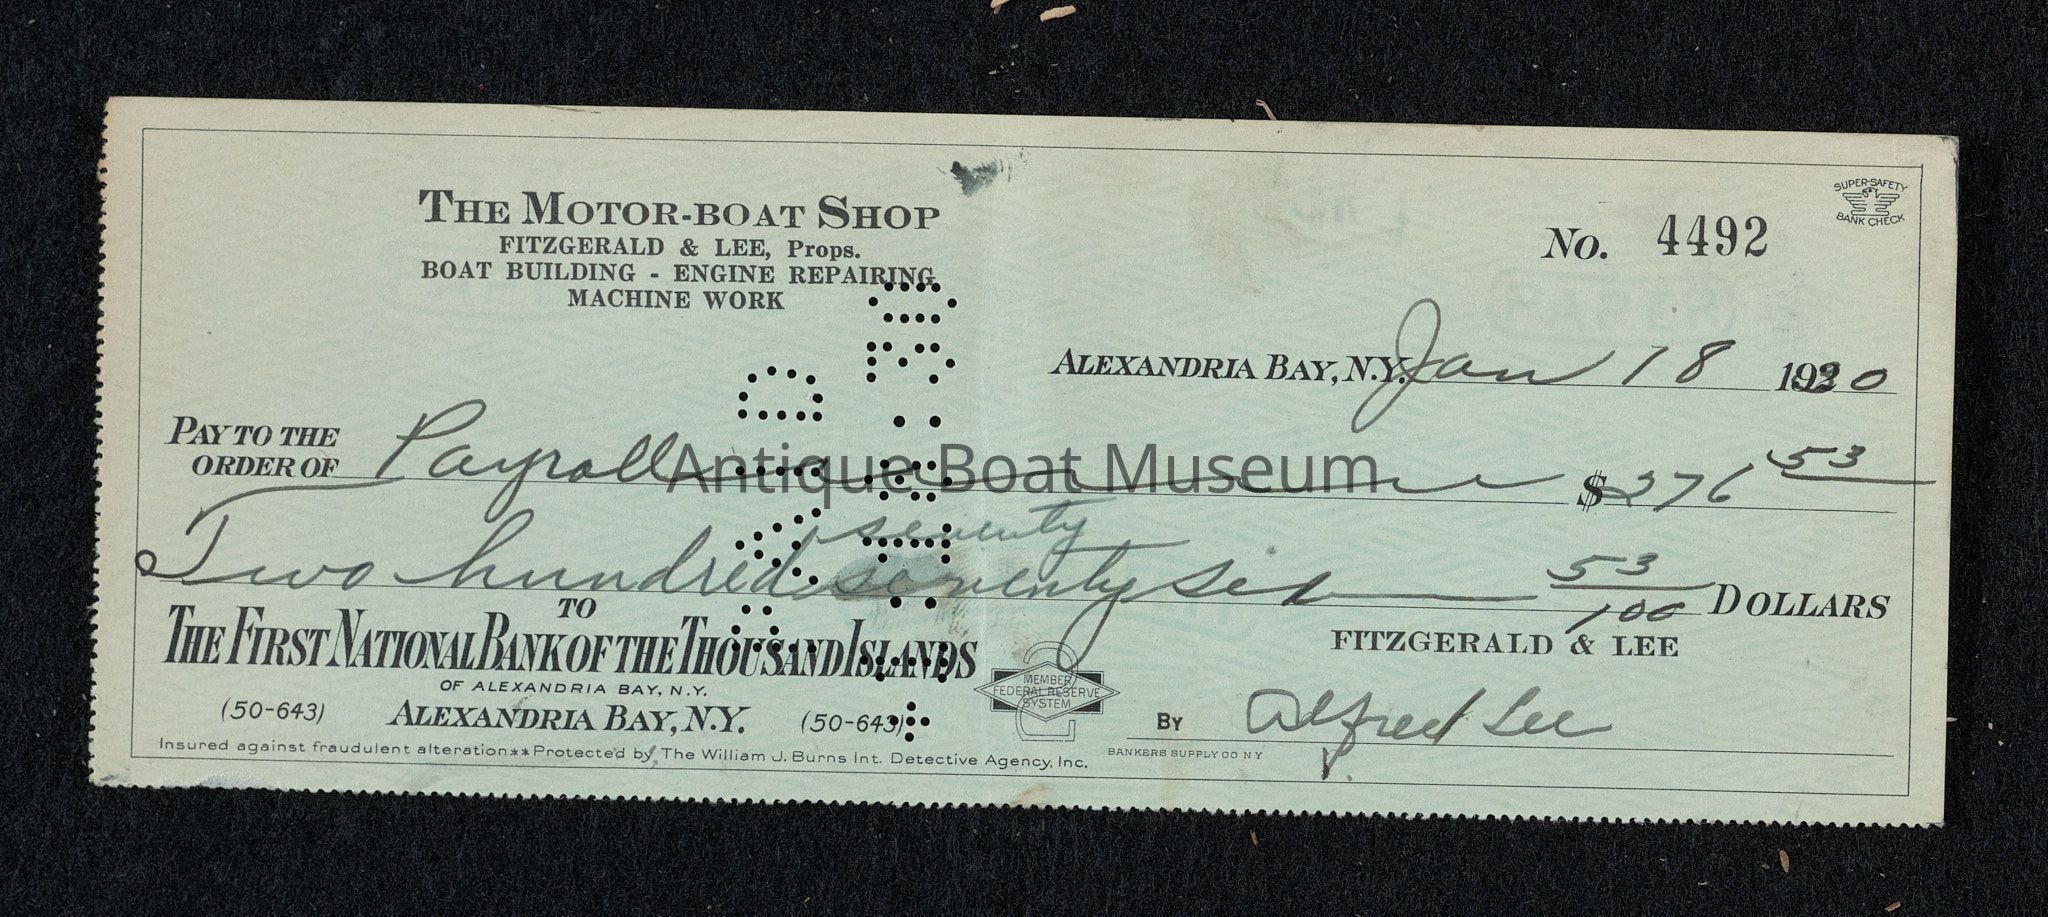 SUPER-SAFETY
BANK CHECK
THE MOTOR-BOAT SHOP
FITZGERALD & LEE, Props.
BOAT BUILDING - ENGINE REPAIRING
MACHINE WORK
No. 4492
ALEXANDRIA BAY, N.Y. Jan 18 1930
PAY TO THE
ORDER OF Payroll $276 53
Antique Boat Museum
seventy
Two hundred seventy six 53/100 DOLLARS
TO
THE FIRST NATIONAL BANK OF THE THOUSAND ISLANDS
OF ALEXANDRIA BAY, N.Y.
(50-643) ALEXANDRIA BAY, N.Y. (50-643)
MEMBER
FEDERAL RESERVE
SYSTEM
FITZGERALD & LEE
BY Alfred Lee
BANKERS SUPPLY CO NY
Insured against fraudulent alteration**Protected by The William J. Burns Int. Detective Agency, Inc.